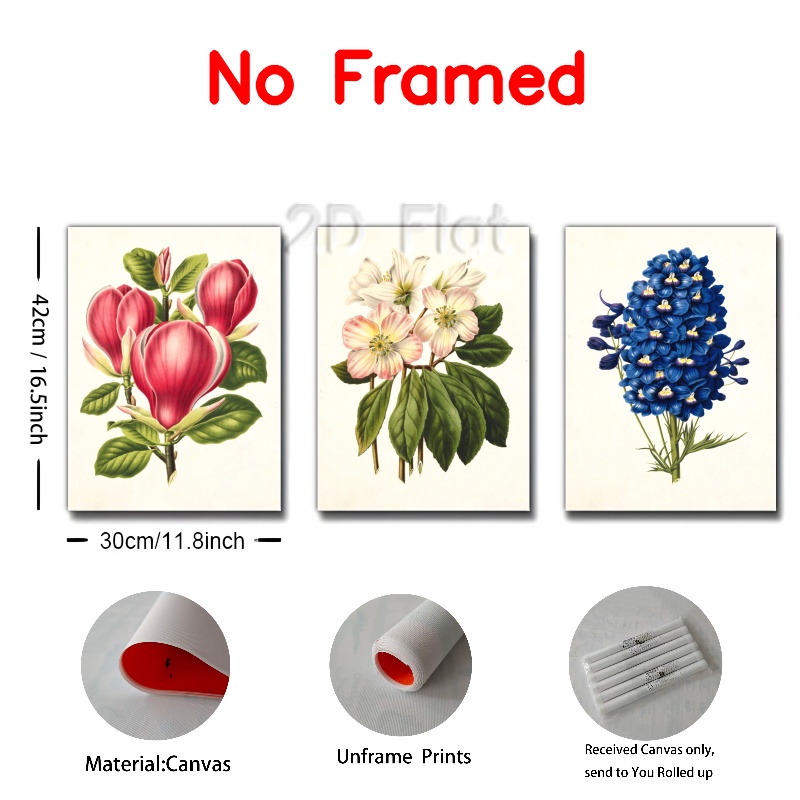 No Framed
2D Flat
42cm / 16.5inch
30cm/11.8inch
Material:Canvas
Unframe Prints
Received Canvas only,
send to You Rolled up